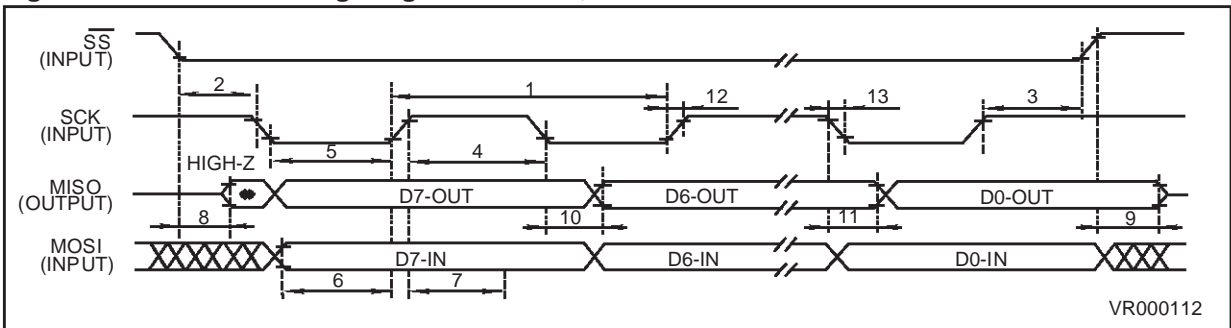 SS
(INPUT)
2
1
12
13
3
SCK
(INPUT)
5
4
HIGH-Z
MISO
(OUTPUT)
D7-OUT
D6-OUT
D0-OUT
8
10
11
9
MOSI
(INPUT)
D7-IN
D6-IN
D0-IN
6
7
VR000112